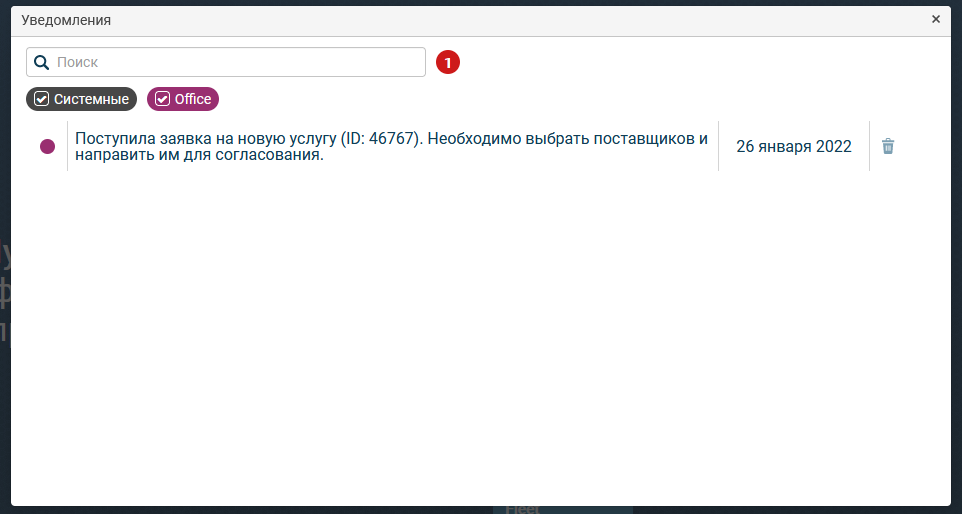 Уведомления
×
Поиск
1
Системные
Office
Поступила заявка на новую услугу (ID: 46767). Необходимо выбрать поставщиков и
направить им для согласования.
26 января 2022
Fleet